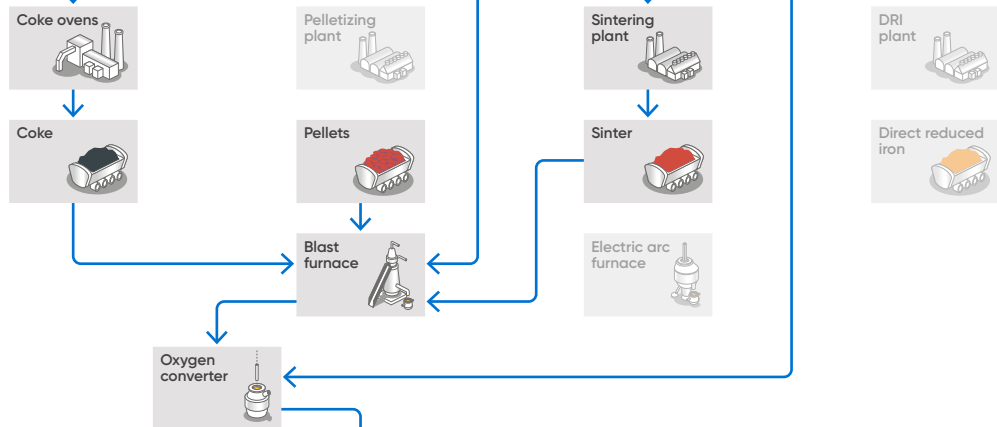 Coke ovens
Pelletizing
plant
Sintering
plant
DRI
plant
Coke
Pellets
Sinter
Direct reduced
iron
Blast
furnace
Electric arc
furnace
Oxygen
converter